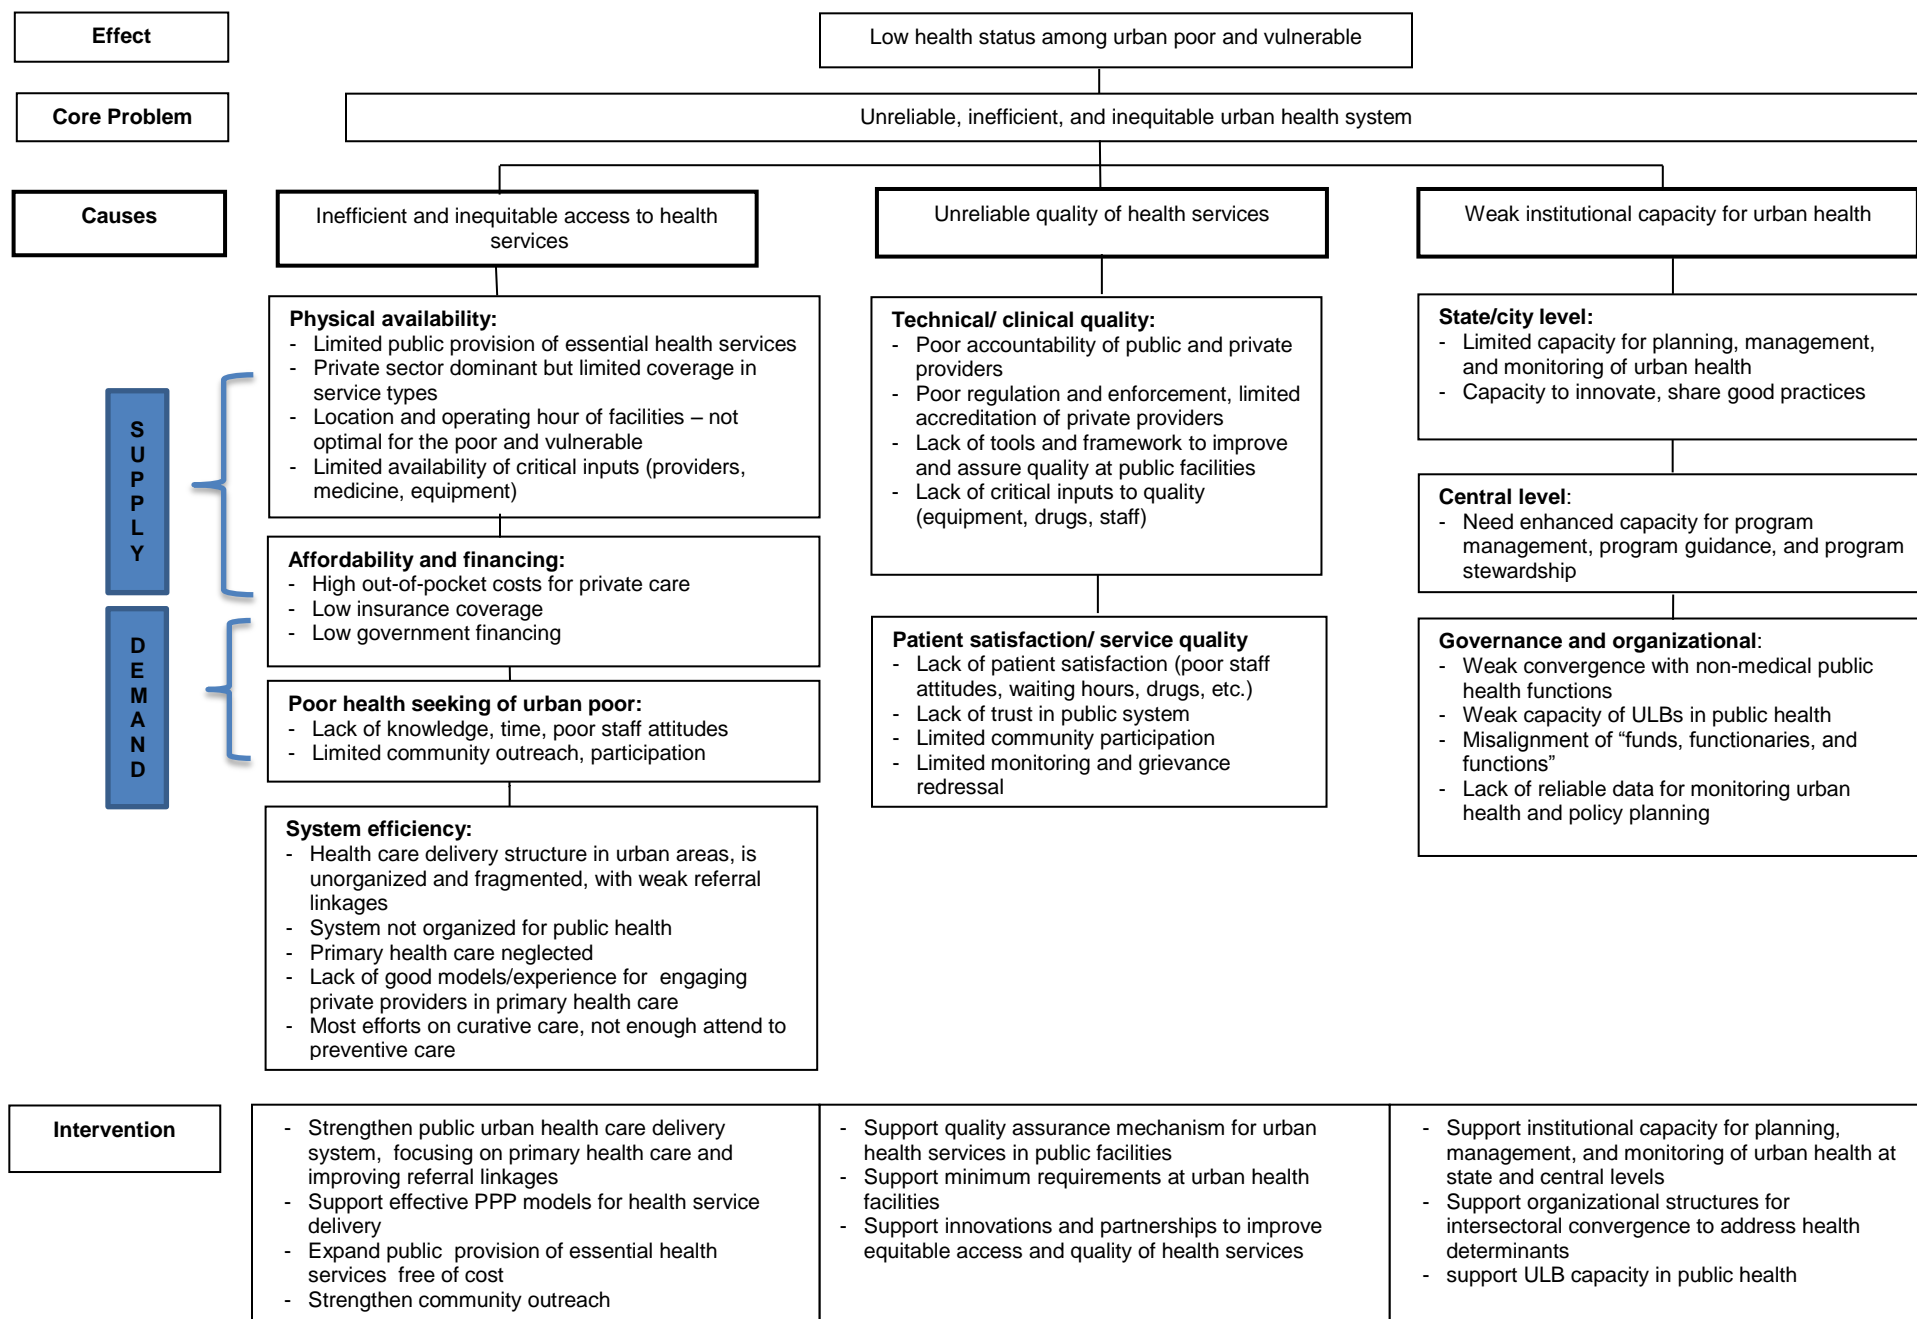 Effect
Low health status among urban poor and vulnerable
Core Problem
Unreliable, inefficient, and inequitable urban health system
Causes
Inefficient and inequitable access to health
services
Unreliable quality of health services
Weak institutional capacity for urban health
SUPPLY
DEMAND
Physical availability:
- Limited public provision of essential health services
- Private sector dominant but limited coverage in
service types
- Location and operating hour of facilities – not
optimal for the poor and vulnerable
- Limited availability of critical inputs (providers,
medicine, equipment)
Affordability and financing:
- High out-of-pocket costs for private care
- Low insurance coverage
- Low government financing
Poor health seeking of urban poor:
- Lack of knowledge, time, poor staff attitudes
- Limited community outreach, participation
System efficiency:
- Health care delivery structure in urban areas, is
unorganized and fragmented, with weak referral
linkages
- System not organized for public health
- Primary health care neglected
- Lack of good models/experience for engaging
private providers in primary health care
- Most efforts on curative care, not enough attend to
preventive care
Technical/ clinical quality:
- Poor accountability of public and private
providers
- Poor regulation and enforcement, limited
accreditation of private providers
- Lack of tools and framework to improve
and assure quality at public facilities
- Lack of critical inputs to quality
(equipment, drugs, staff)
Patient satisfaction/ service quality
- Lack of patient satisfaction (poor staff
attitudes, waiting hours, drugs, etc.)
- Lack of trust in public system
- Limited community participation
- Limited monitoring and grievance
redressal
State/city level:
- Limited capacity for planning, management,
and monitoring of urban health
- Capacity to innovate, share good practices
Central level:
- Need enhanced capacity for program
management, program guidance, and program
stewardship
Governance and organizational:
- Weak convergence with non-medical public
health functions
- Weak capacity of ULBs in public health
- Misalignment of “funds, functionaries, and
functions”
- Lack of reliable data for monitoring urban
health and policy planning
Intervention
- Strengthen public urban health care delivery
system, focusing on primary health care and
improving referral linkages
- Support effective PPP models for health service
delivery
- Expand public provision of essential health
services free of cost
- Strengthen community outreach
- Support quality assurance mechanism for urban
health services in public facilities
- Support minimum requirements at urban health
facilities
- Support innovations and partnerships to improve
equitable access and quality of health services
- Support institutional capacity for planning,
management, and monitoring of urban health at
state and central levels
- Support organizational structures for
intersectoral convergence to address health
determinants
- support ULB capacity in public health